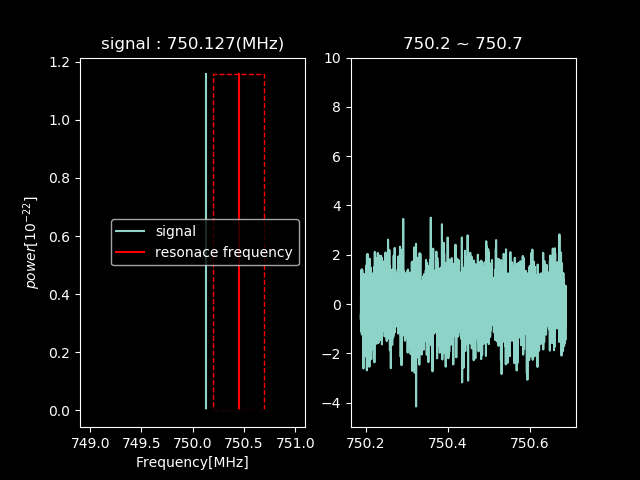 signal : 750.127(MHz)
1.2
1.0
0.8
0.6
0.4
0.2
0.0
power[10^{-22}]
signal
resonace frequency
749.0 749.5 750.0 750.5 751.0
Frequency[MHz]
750.2 ~ 750.7
10
8
6
4
2
0
−2
−4
750.2 750.4 750.6